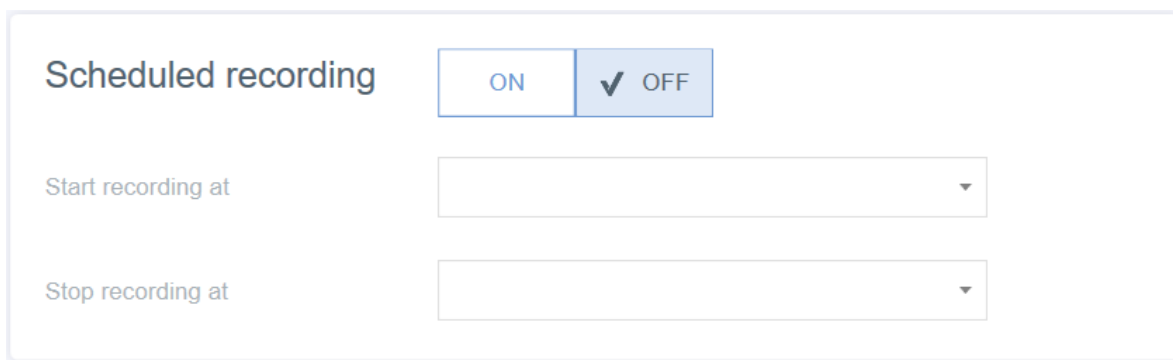 Scheduled recording
ON
✓ OFF
Start recording at
Stop recording at